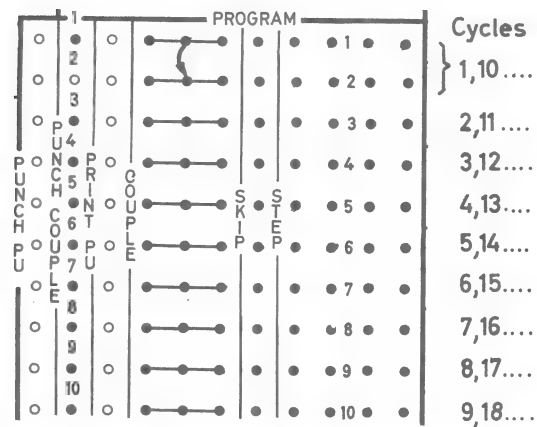 PROGRAM
Cycles
1 2 3 4 5 6 7 8 9 10
PUNCH PU
PUNCH COUPLE
PRINT PU
COUPLE
SKIP
STEP
1
2
3
4
5
6
7
8
9
10
1,10....
2,11....
3,12....
4,13....
5,14....
6,15....
7,16....
8,17....
9,18....